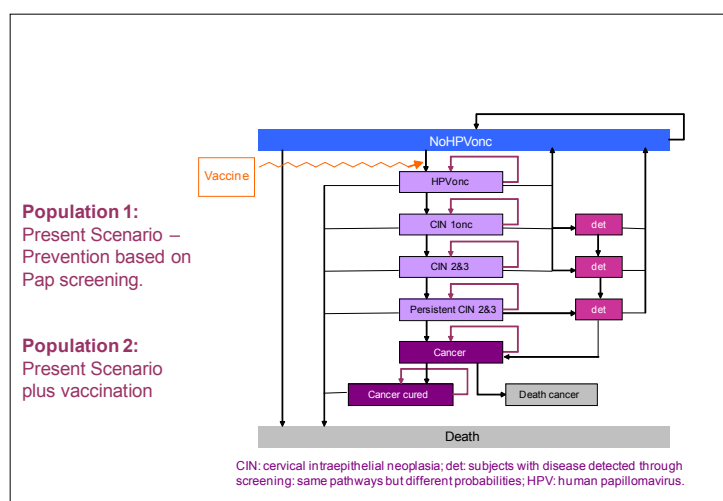 NoHPVonc
Vaccine
HPVonc
Population 1:
Present Scenario –
Prevention based on
Pap screening.
CIN 1onc
det
CIN 2&3
det
Persistent CIN 2&3
det
Population 2:
Present Scenario
plus vaccination
Cancer
Cancer cured
Death cancer
Death
CIN: cervical intraepithelial neoplasia; det: subjects with disease detected through
screening: same pathways but different probabilities; HPV: human papillomavirus.